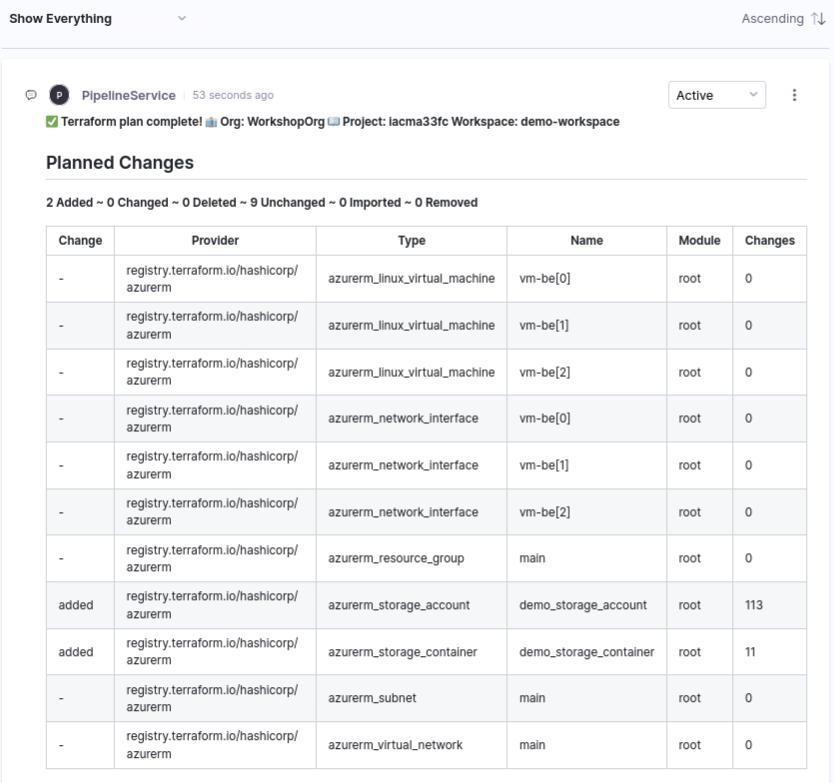 Show Everything
Ascending
P PipelineService 53 seconds ago Active
✅ Terraform plan complete! Org: WorkshopOrg Project: iacma33fc Workspace: demo-workspace
Planned Changes
2 Added ~ 0 Changed ~ 0 Deleted ~ 9 Unchanged ~ 0 Imported ~ 0 Removed
Change Provider Type Name Module Changes
- registry.terraform.io/hashicorp/
azurerm azurerm_linux_virtual_machine vm-be[0] root 0
- registry.terraform.io/hashicorp/
azurerm azurerm_linux_virtual_machine vm-be[1] root 0
- registry.terraform.io/hashicorp/
azurerm azurerm_linux_virtual_machine vm-be[2] root 0
- registry.terraform.io/hashicorp/
azurerm azurerm_network_interface vm-be[0] root 0
- registry.terraform.io/hashicorp/
azurerm azurerm_network_interface vm-be[1] root 0
- registry.terraform.io/hashicorp/
azurerm azurerm_network_interface vm-be[2] root 0
- registry.terraform.io/hashicorp/
azurerm azurerm_resource_group main root 0
added registry.terraform.io/hashicorp/
azurerm azurerm_storage_account demo_storage_account root 113
added registry.terraform.io/hashicorp/
azurerm azurerm_storage_container demo_storage_container root 11
- registry.terraform.io/hashicorp/
azurerm azurerm_subnet main root 0
- registry.terraform.io/hashicorp/
azurerm azurerm_virtual_network main root 0